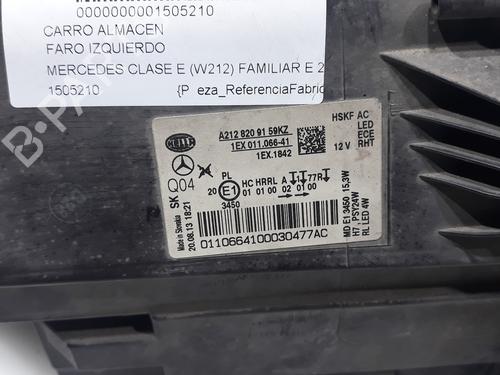 0000000001505210
CARRO ALMACEN
FARO IZQUIERDO
MERCEDES CLASE E (W212) FAMILIAR E 2
1505210 {P eza_ReferenciaFabric
HELLA
A212 820 91 59KZ
1EX 011.066-41
1EX.1842
HSKF AC
LED
ECE
12 V RHT
Q04
SK
Made in Slovakia
20.08.13 18:21
PL
20 E1 HC HRRL A 77R
01 01 00 02 01 00
3450
0110664100030477AC
MD E1 3450 15,3W
H7 / PSY24W
RL LED 4W